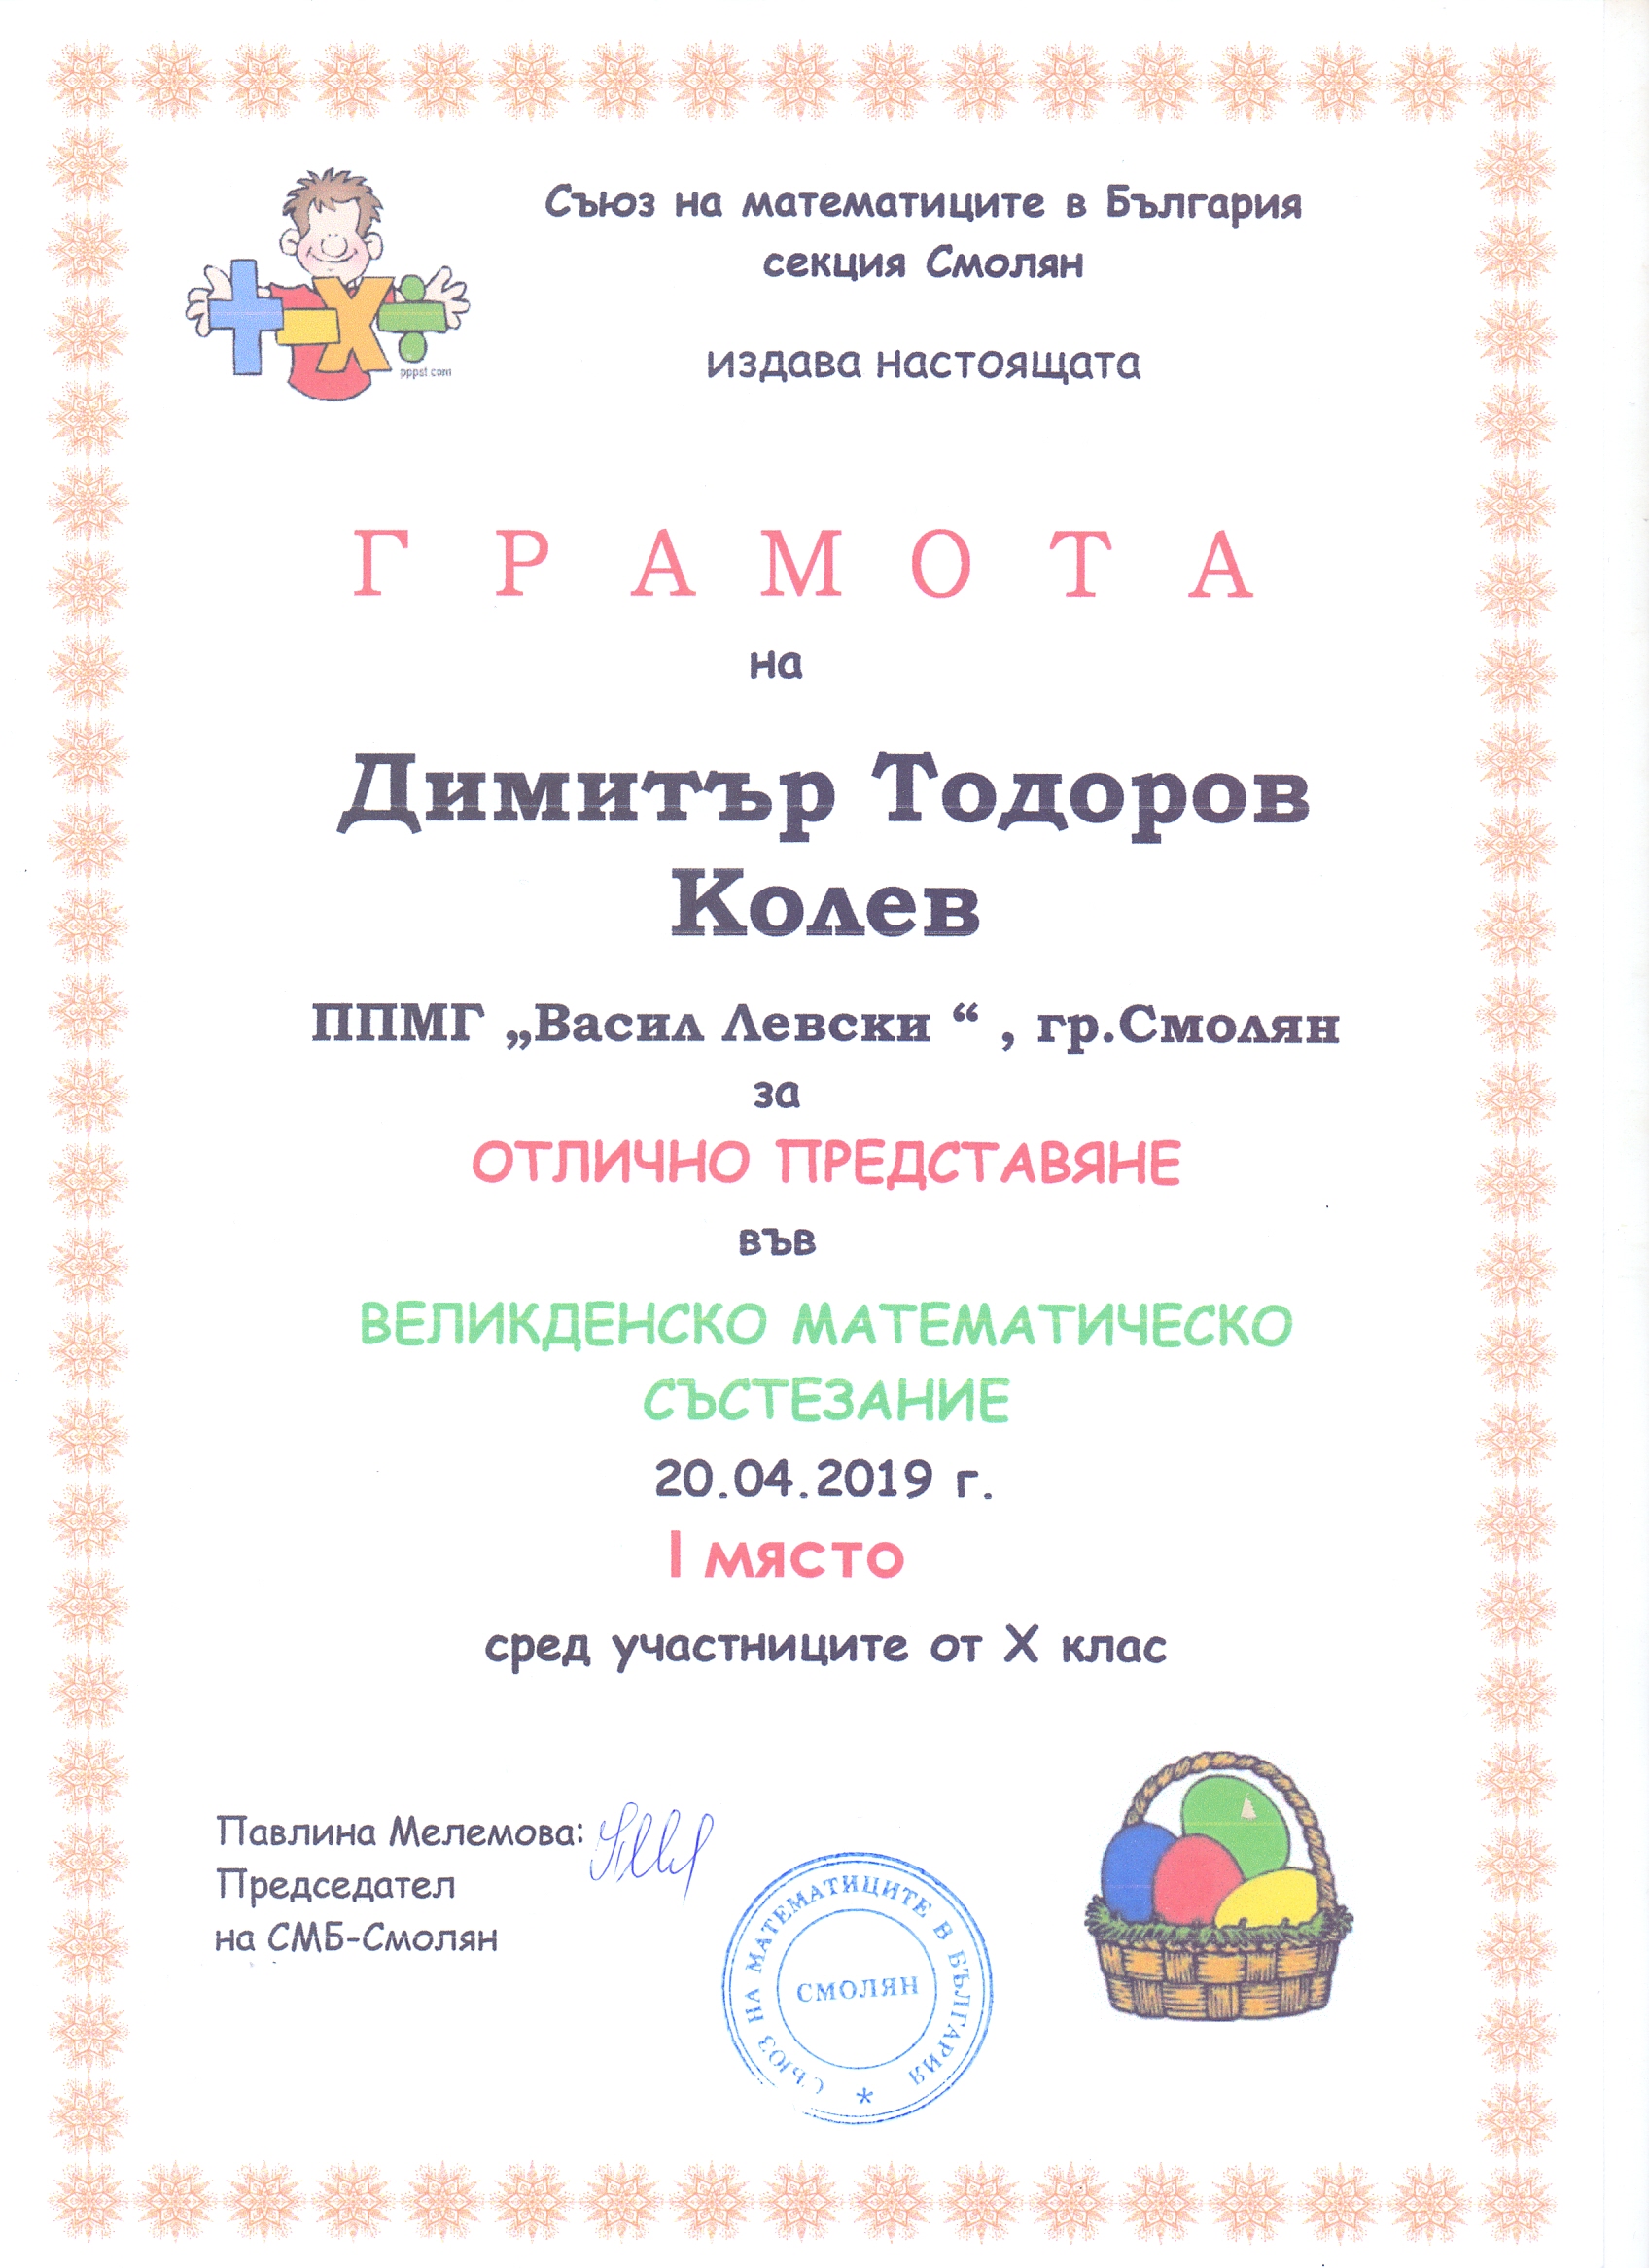 Съюз на математиците в България
секция Смолян
издава настоящата
pppst com
ГРАМОТА
на
Димитър Тодоров
Колев
ППМГ „Васил Левски “ , гр.Смолян
за
ОТЛИЧНО ПРЕДСТАВЯНЕ
във
ВЕЛИКДЕНСКО МАТЕМАТИЧЕСКО
СЪСТЕЗАНИЕ
20.04.2019 г.
I място
сред участниците от X клас
Павлина Мелемова:
Председател
на СМБ-Смолян
СЪЮЗ НА МАТЕМАТИЦИТЕ В БЪЛГАРИЯ
СМОЛЯН